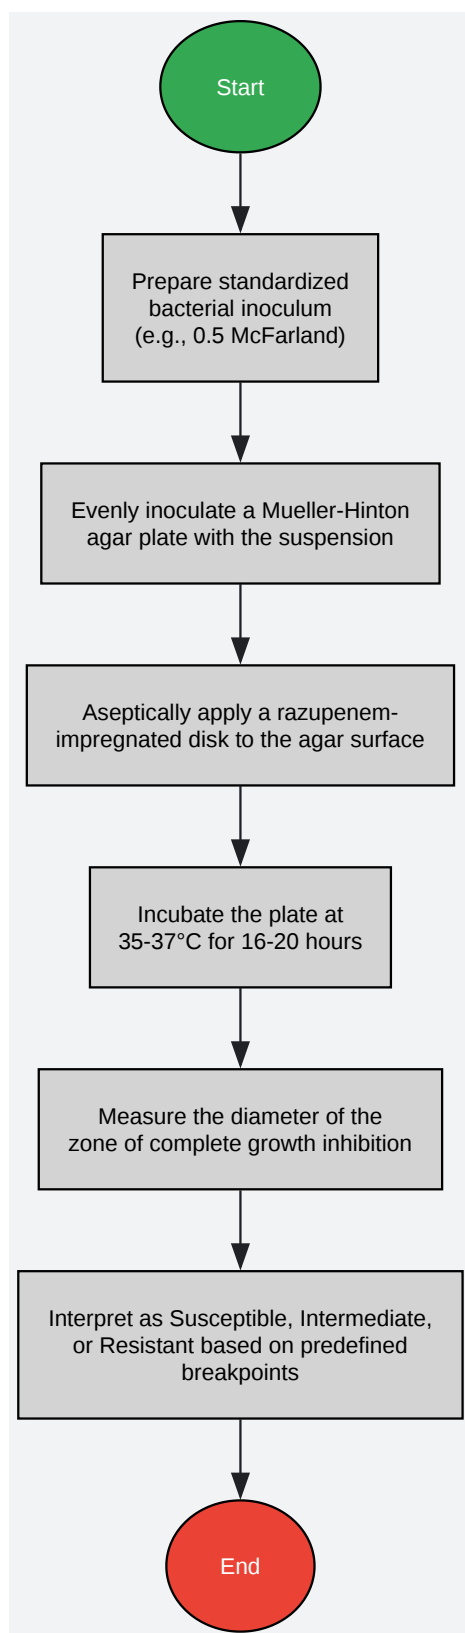 Start
Prepare standardized
bacterial inoculum
(e.g., 0.5 McFarland)
Evenly inoculate a Mueller-Hinton
agar plate with the suspension
Aseptically apply a razupenem-
impregnated disk to the agar surface
Incubate the plate at
35-37°C for 16-20 hours
Measure the diameter of the
zone of complete growth inhibition
Interpret as Susceptible, Intermediate,
or Resistant based on predefined
breakpoints
End